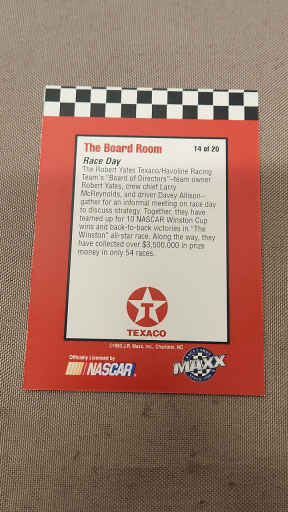 The Board Room 14 of 20
Race Day
The Robert Yates Texaco/Havoline Racing
Team's "Board of Directors"--team owner
Robert Yates, crew chief Larry
McReynolds, and driver Davey Allison--
gather for an informal meeting on race day
to discuss strategy. Together, they have
teamed up for 10 NASCAR Winston Cup
wins and back-to-back victories in "The
Winston" all-star race. Along the way, they
have collected over $3,500,000 in prize
money in only 54 races.
T
TEXACO
J.R. Maxx, Inc., Charlotte, NC
Officially Licensed by
NASCAR
MAXX